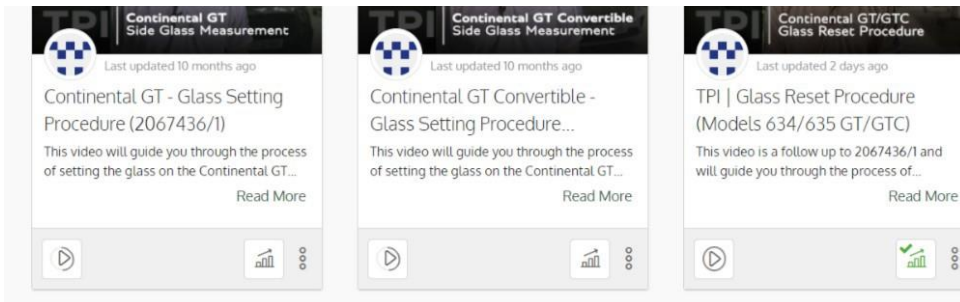 TPI
Continental GT
Side Glass Measurement
Last updated 10 months ago
Continental GT - Glass Setting
Procedure (2067436/1)
This video will guide you through the process
of setting the glass on the Continental GT...
Read More
TPI
Continental GT Convertible
Side Glass Measurement
Last updated 10 months ago
Continental GT Convertible -
Glass Setting Procedure...
This video will guide you through the process
of setting the glass on the Continental GT...
Read More
TPI
Continental GT/GTC
Glass Reset Procedure
Last updated 2 days ago
TPI | Glass Reset Procedure
(Models 634/635 GT/GTC)
This video is a follow up to 2067436/1 and
will guide you through the process of...
Read More